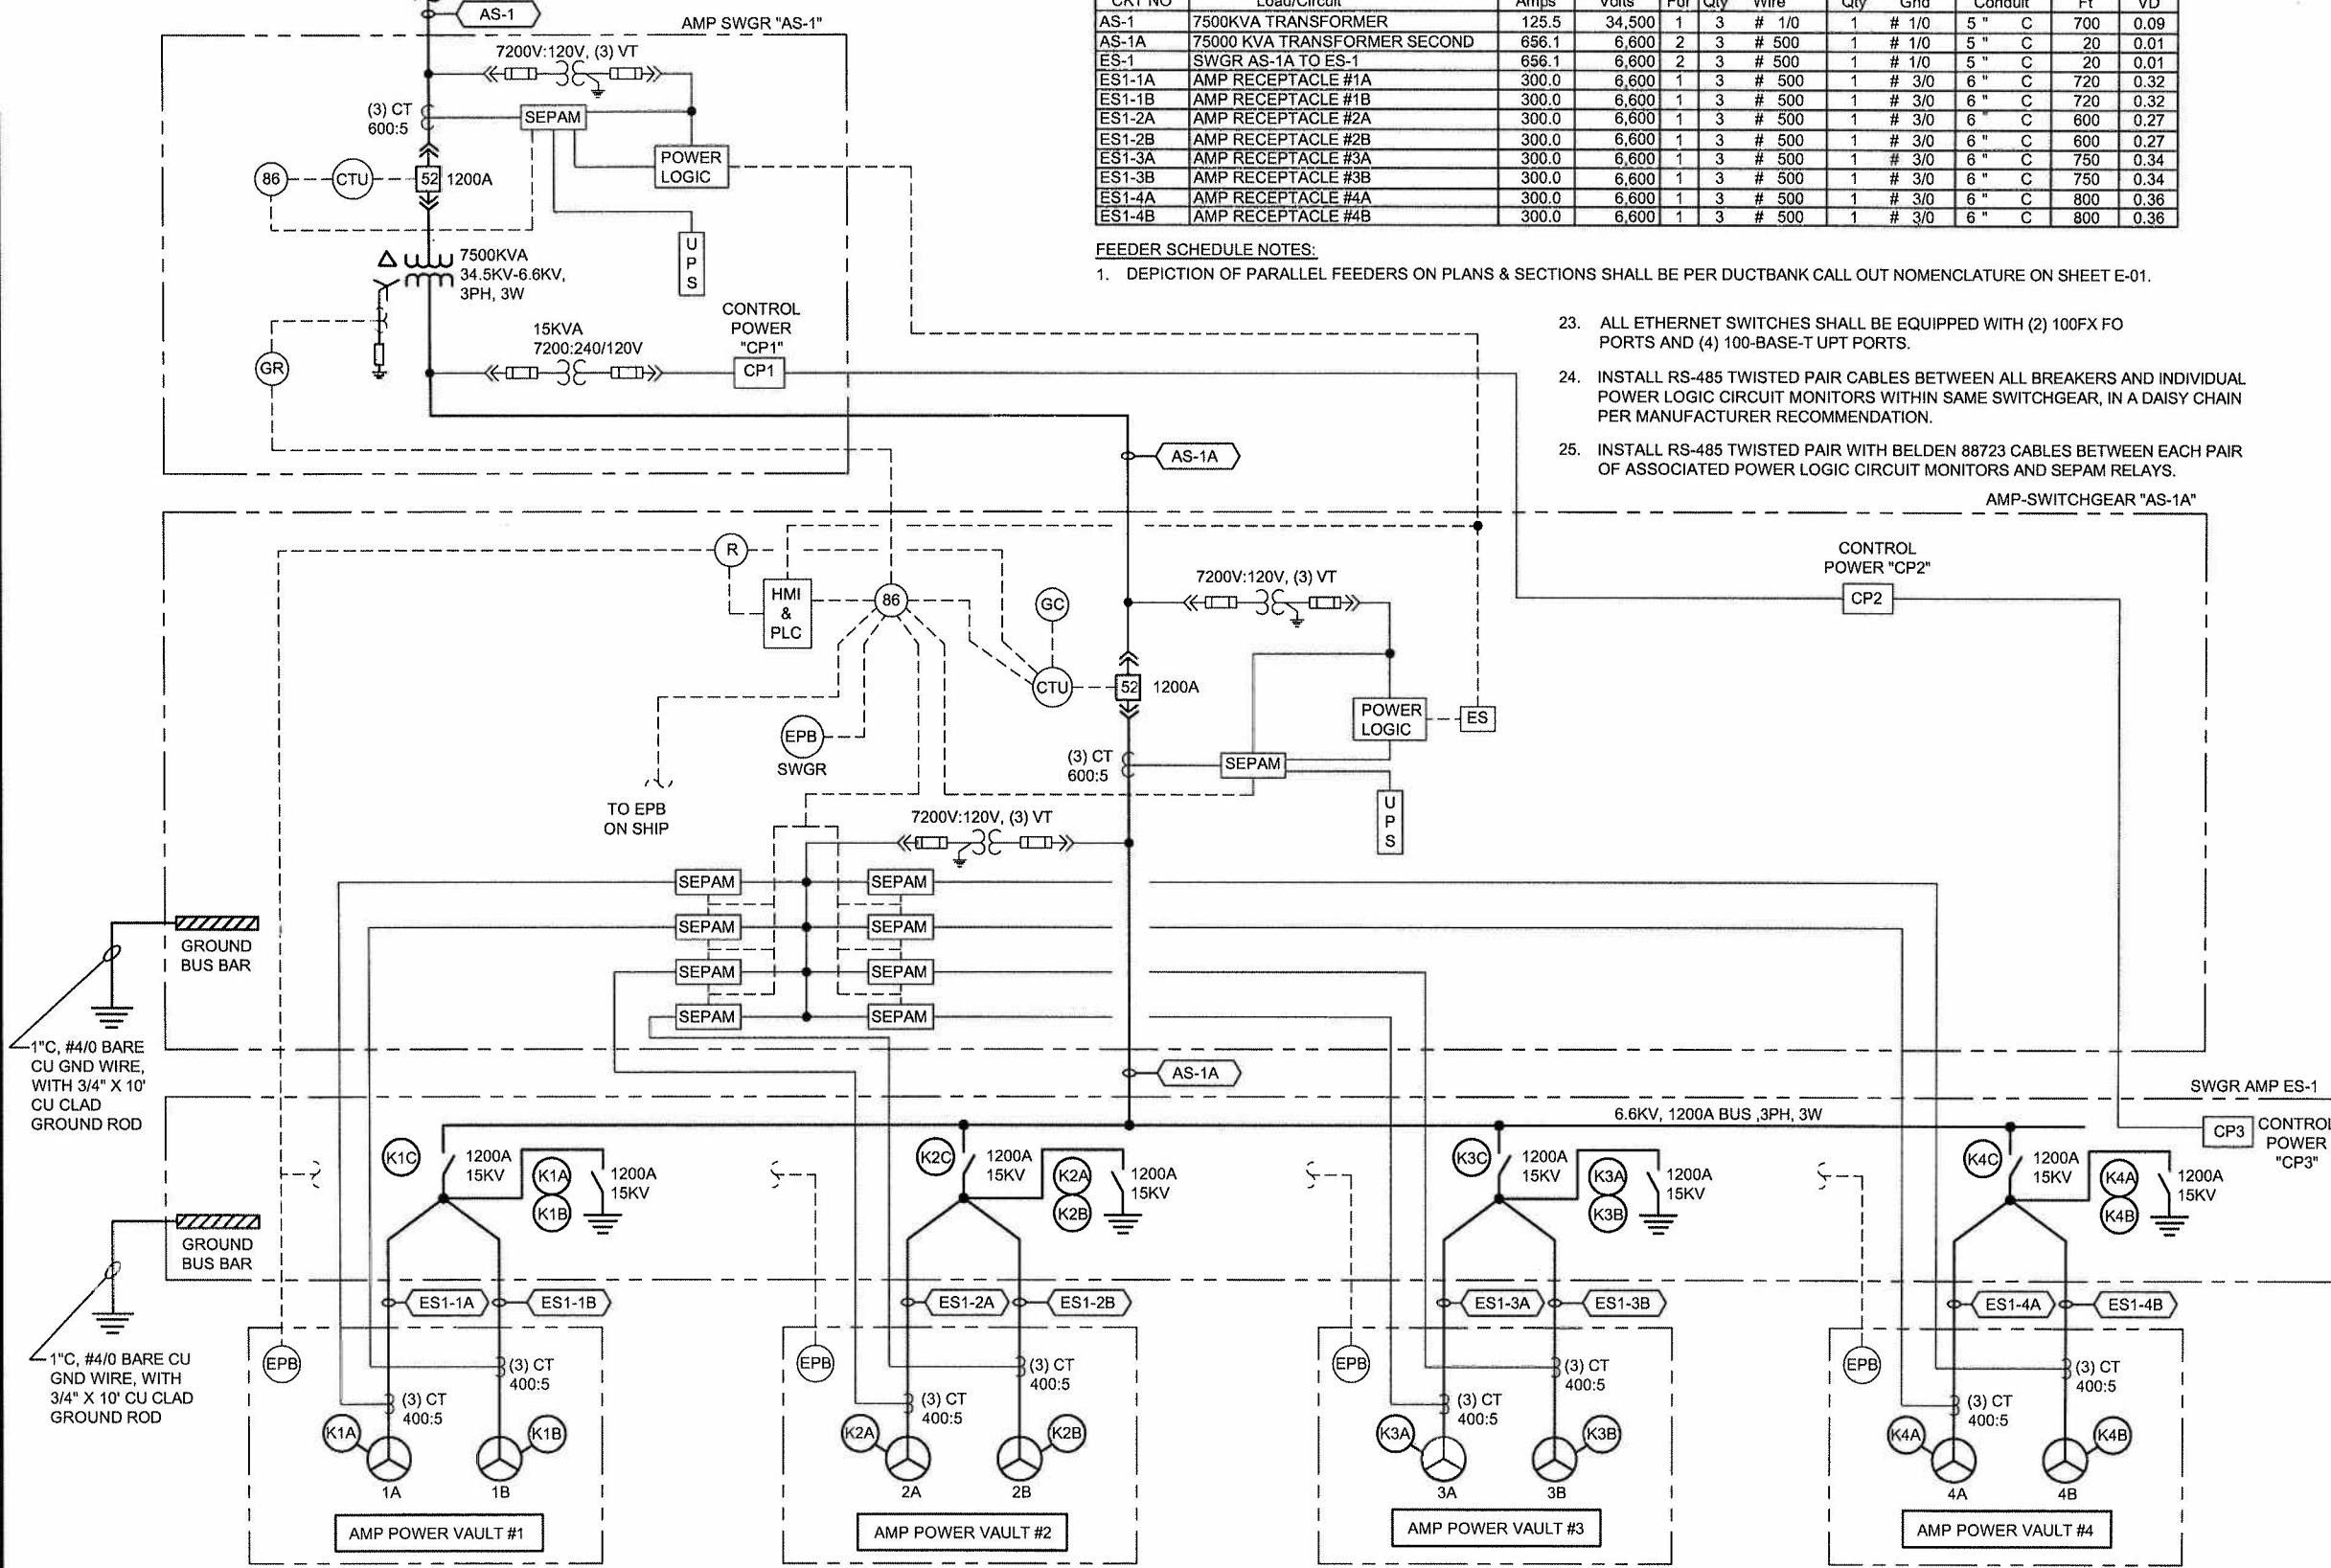 AS-1
AMP SWGR "AS-1"
7200V:120V, (3) VT
(3) CT
600:5
SEPAM
POWER
LOGIC
86
CTU
52
1200A
U
P
S
7500KVA
34.5KV-6.6KV,
3PH, 3W
GR
15KVA
7200:240/120V
CONTROL
POWER
"CP1"
CP1
CKT NO Load/Circuit Amps Volts Qty Wire Qty Gnd Conduit Ft VD
AS-1 7500KVA TRANSFORMER 125.5 34,500 1 3 # 1/0 1 # 1/0 5 " C 700 0.09
AS-1A 75000 KVA TRANSFORMER SECOND 656.1 6,600 2 3 # 500 1 # 1/0 5 " C 20 0.01
ES-1 SWGR AS-1A TO ES-1 656.1 6,600 2 3 # 500 1 # 1/0 5 " C 20 0.01
ES1-1A AMP RECEPTACLE #1A 300.0 6,600 1 3 # 500 1 # 3/0 6 " C 720 0.32
ES1-1B AMP RECEPTACLE #1B 300.0 6,600 1 3 # 500 1 # 3/0 6 " C 720 0.32
ES1-2A AMP RECEPTACLE #2A 300.0 6,600 1 3 # 500 1 # 3/0 6 " C 600 0.27
ES1-2B AMP RECEPTACLE #2B 300.0 6,600 1 3 # 500 1 # 3/0 6 " C 600 0.27
ES1-3A AMP RECEPTACLE #3A 300.0 6,600 1 3 # 500 1 # 3/0 6 " C 750 0.34
ES1-3B AMP RECEPTACLE #3B 300.0 6,600 1 3 # 500 1 # 3/0 6 " C 750 0.34
ES1-4A AMP RECEPTACLE #4A 300.0 6,600 1 3 # 500 1 # 3/0 6 " C 800 0.36
ES1-4B AMP RECEPTACLE #4B 300.0 6,600 1 3 # 500 1 # 3/0 6 " C 800 0.36
FEEDER SCHEDULE NOTES:
1. DEPICTION OF PARALLEL FEEDERS ON PLANS & SECTIONS SHALL BE PER DUCTBANK CALL OUT NOMENCLATURE ON SHEET E-01.
23. ALL ETHERNET SWITCHES SHALL BE EQUIPPED WITH (2) 100FX FO
PORTS AND (4) 100-BASE-T UPT PORTS.
24. INSTALL RS-485 TWISTED PAIR CABLES BETWEEN ALL BREAKERS AND INDIVIDUAL
POWER LOGIC CIRCUIT MONITORS WITHIN SAME SWITCHGEAR, IN A DAISY CHAIN
PER MANUFACTURER RECOMMENDATION.
25. INSTALL RS-485 TWISTED PAIR WITH BELDEN 88723 CABLES BETWEEN EACH PAIR
OF ASSOCIATED POWER LOGIC CIRCUIT MONITORS AND SEPAM RELAYS.
AS-1A
AMP-SWITCHGEAR "AS-1A"
R
HMI
&
PLC
86
GC
CTU
52
1200A
7200V:120V, (3) VT
CONTROL
POWER "CP2"
CP2
POWER
LOGIC
ES
EPB
SWGR
(3) CT
600:5
SEPAM
U
P
S
TO EPB
ON SHIP
7200V:120V, (3) VT
SEPAM SEPAM
SEPAM SEPAM
SEPAM SEPAM
SEPAM SEPAM
GROUND
BUS BAR
1"C, #4/0 BARE
CU GND WIRE,
WITH 3/4" X 10'
CU CLAD
GROUND ROD
AS-1A
SWGR AMP ES-1
6.6KV, 1200A BUS ,3PH, 3W
CP3
CONTROL
POWER
"CP3"
K1C
1200A
15KV
K1A
K1B
1200A
15KV
K2C
1200A
15KV
K2A
K2B
1200A
15KV
K3C
1200A
15KV
K3A
K3B
1200A
15KV
K4C
1200A
15KV
K4A
K4B
1200A
15KV
GROUND
BUS BAR
1"C, #4/0 BARE CU
GND WIRE, WITH
3/4" X 10' CU CLAD
GROUND ROD
ES1-1A ES1-1B ES1-2A ES1-2B ES1-3A ES1-3B ES1-4A ES1-4B
EPB
(3) CT
400:5
(3) CT
400:5
K1A
K1B
1A 1B
AMP POWER VAULT #1
EPB
(3) CT
400:5
(3) CT
400:5
K2A
K2B
2A 2B
AMP POWER VAULT #2
EPB
(3) CT
400:5
(3) CT
400:5
K3A
K3B
3A 3B
AMP POWER VAULT #3
EPB
(3) CT
400:5
(3) CT
400:5
K4A
K4B
4A 4B
AMP POWER VAULT #4